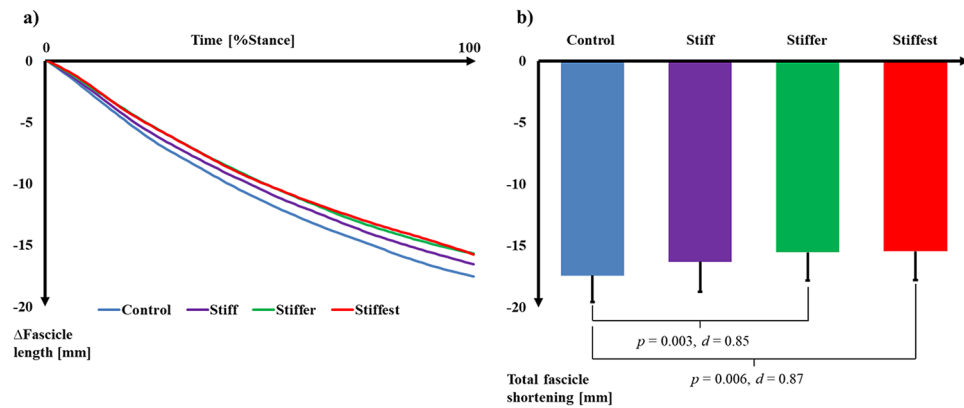 a)
Time [%Stance]
0
100
0
-5
-10
-15
-20
Control
Stiff
Stiffer
Stiffest
ΔFascicle
length [mm]
b)
Control
Stiff
Stiffer
Stiffest
0
-5
-10
-15
-20
p = 0.003, d = 0.85
p = 0.006, d = 0.87
Total fascicle
shortening [mm]